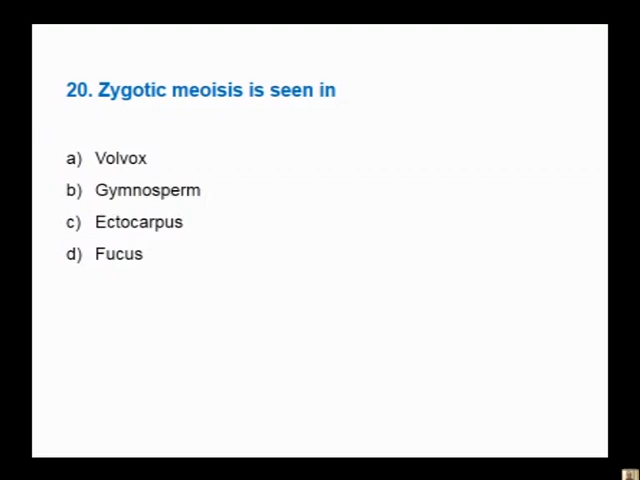 20. Zygotic meoisis is seen in
a) Volvox
b) Gymnosperm
c) Ectocarpus
d) Fucus